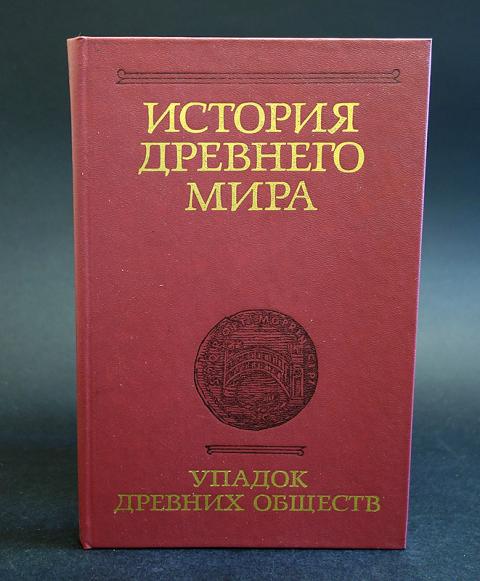 ИСТОРИЯ
ДРЕВНЕГО
МИРА
УПАДОК
ДРЕВНИХ ОБЩЕСТВ